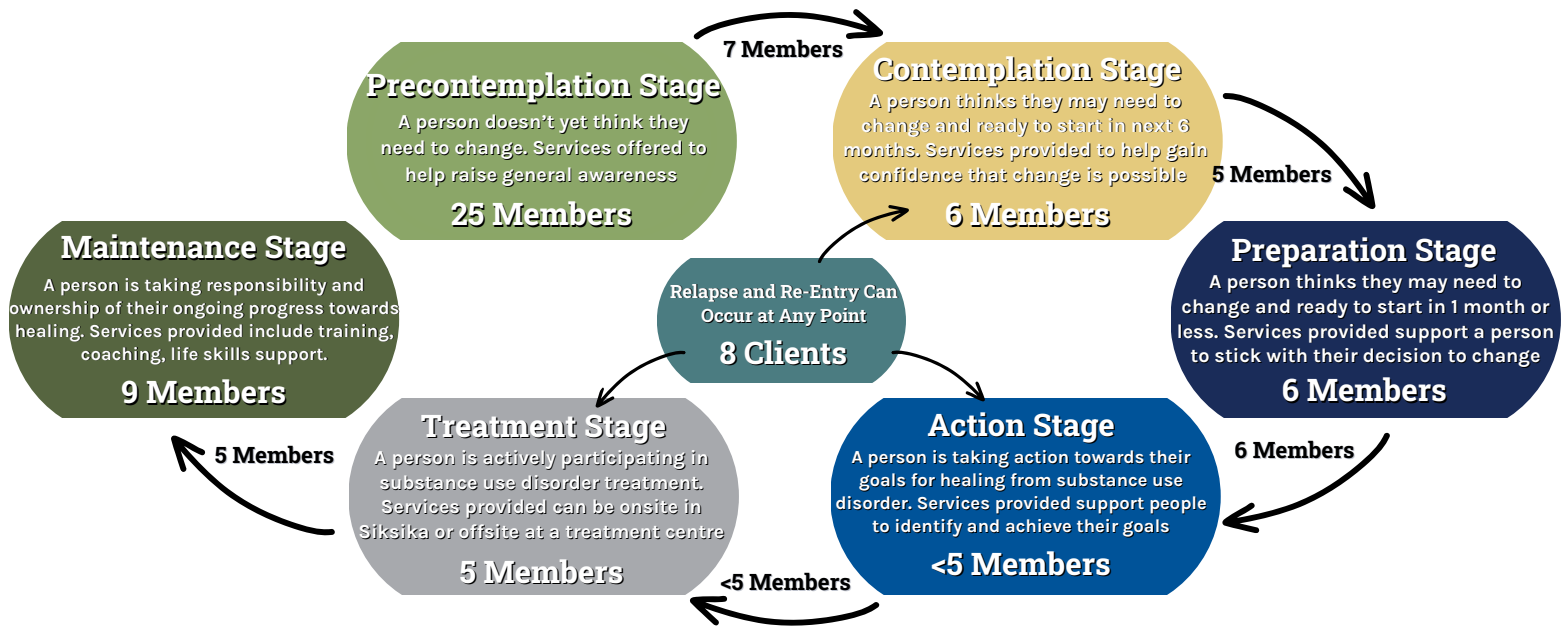 7 Members
Precontemplation Stage
A person doesn't yet think they
need to change. Services offered to
help raise general awareness
25 Members
Contemplation Stage
A person thinks they may need to
change and ready to start in next 6
months. Services provided to help gain
confidence that change is possible
6 Members
5 Members
Maintenance Stage
A person is taking responsibility and
ownership of their ongoing progress towards
healing. Services provided include training,
coaching, life skills support.
9 Members
Relapse and Re-Entry Can
Occur at Any Point
8 Clients
Preparation Stage
A person thinks they may need to
change and ready to start in 1 month or
less. Services provided support a person
to stick with their decision to change
6 Members
5 Members
Treatment Stage
A person is actively participating in
substance use disorder treatment.
Services provided can be onsite in
Siksika or offsite at a treatment centre
5 Members
<5 Members
Action Stage
A person is taking action towards their
goals for healing from substance use
disorder. Services provided support people
to identify and achieve their goals
<5 Members
6 Members